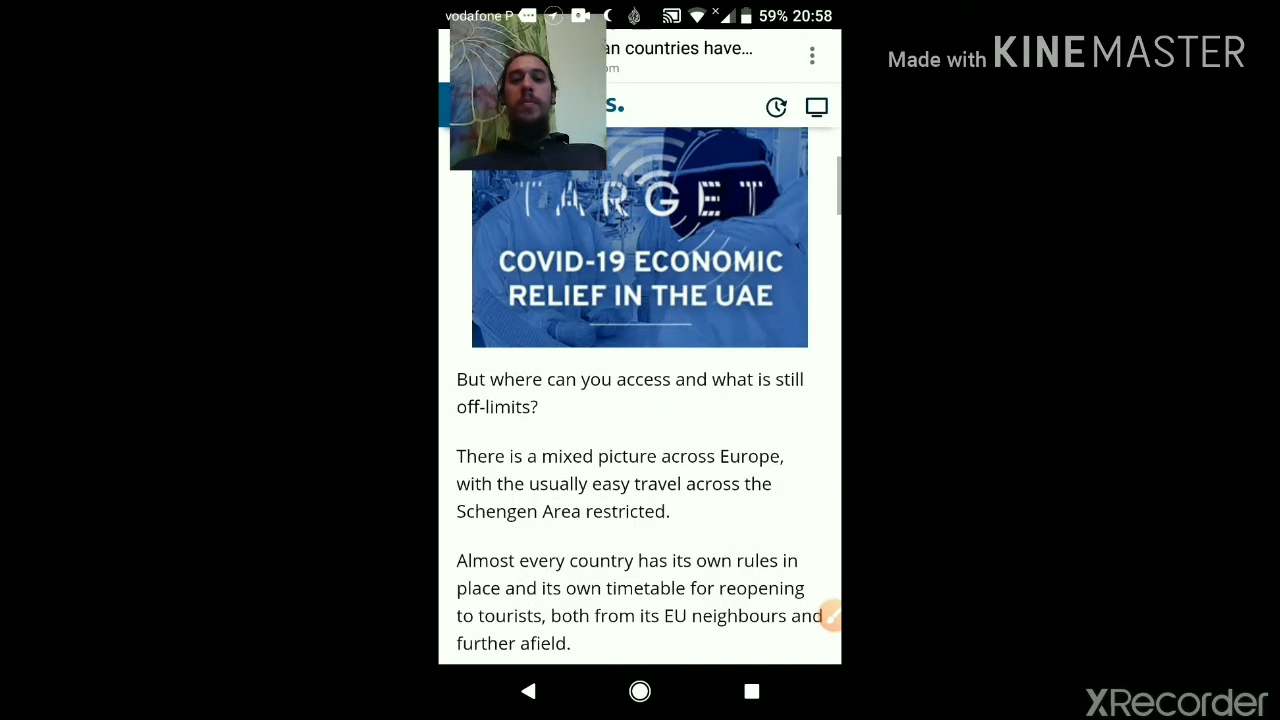 vodafone P
59% 20:58
Made with KINEMASTER
an countries have...
om
s.
TARGET
COVID-19 ECONOMIC
RELIEF IN THE UAE
But where can you access and what is still
off-limits?
There is a mixed picture across Europe,
with the usually easy travel across the
Schengen Area restricted.
Almost every country has its own rules in
place and its own timetable for reopening
to tourists, both from its EU neighbours and
further afield.
XRecorder